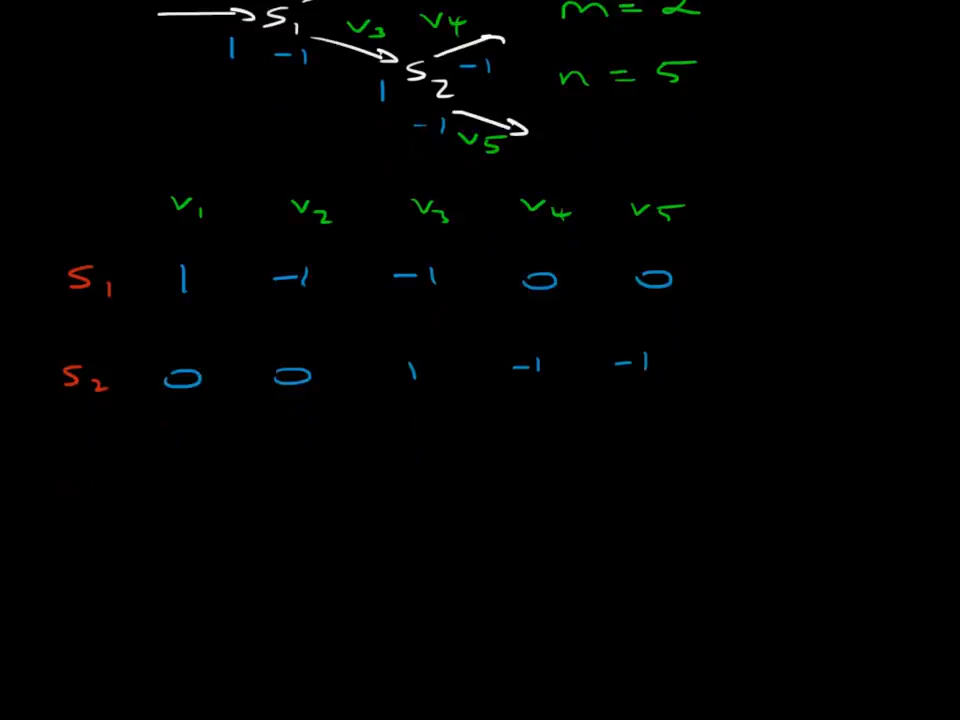 m = 2
S1 v3 v4
1 -1 S2 -1 n = 5
1
-1 v5
v1 v2 v3 v4 v5
S1 1 -1 -1 0 0
S2 0 0 1 -1 -1